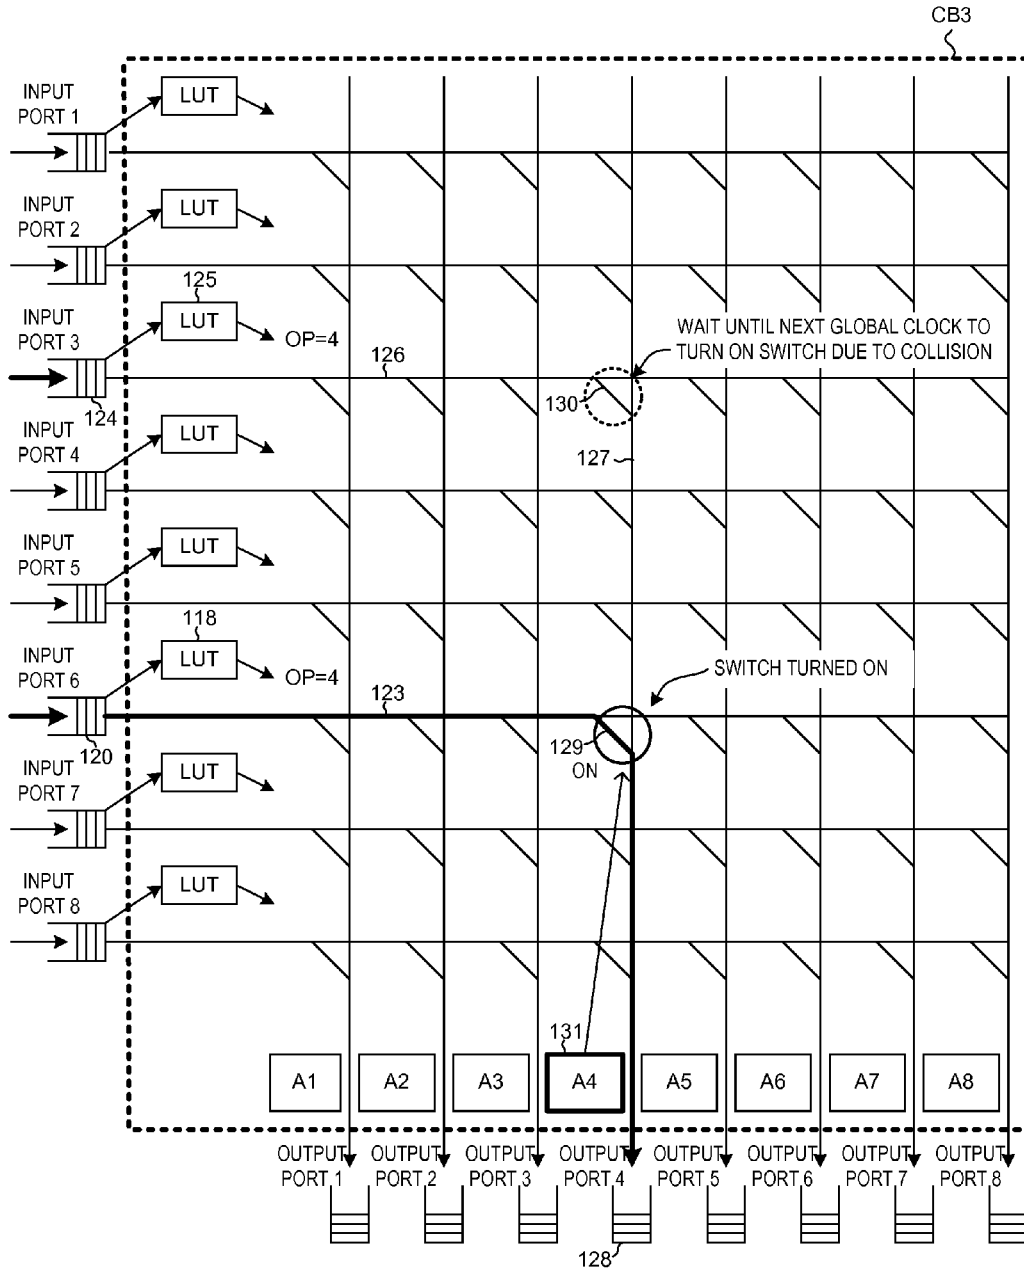 CB3
INPUT
PORT 1
LUT
INPUT
PORT 2
LUT
125
INPUT
PORT 3
LUT
OP=4
126
124
WAIT UNTIL NEXT GLOBAL CLOCK TO
TURN ON SWITCH DUE TO COLLISION
130
127
INPUT
PORT 4
LUT
INPUT
PORT 5
LUT
118
INPUT
PORT 6
LUT
OP=4
123
120
SWITCH TURNED ON
129
ON
INPUT
PORT 7
LUT
INPUT
PORT 8
LUT
131
A1
A2
A3
A4
A5
A6
A7
A8
OUTPUT
PORT 1
OUTPUT
PORT 2
OUTPUT
PORT 3
OUTPUT
PORT 4
OUTPUT
PORT 5
OUTPUT
PORT 6
OUTPUT
PORT 7
OUTPUT
PORT 8
128